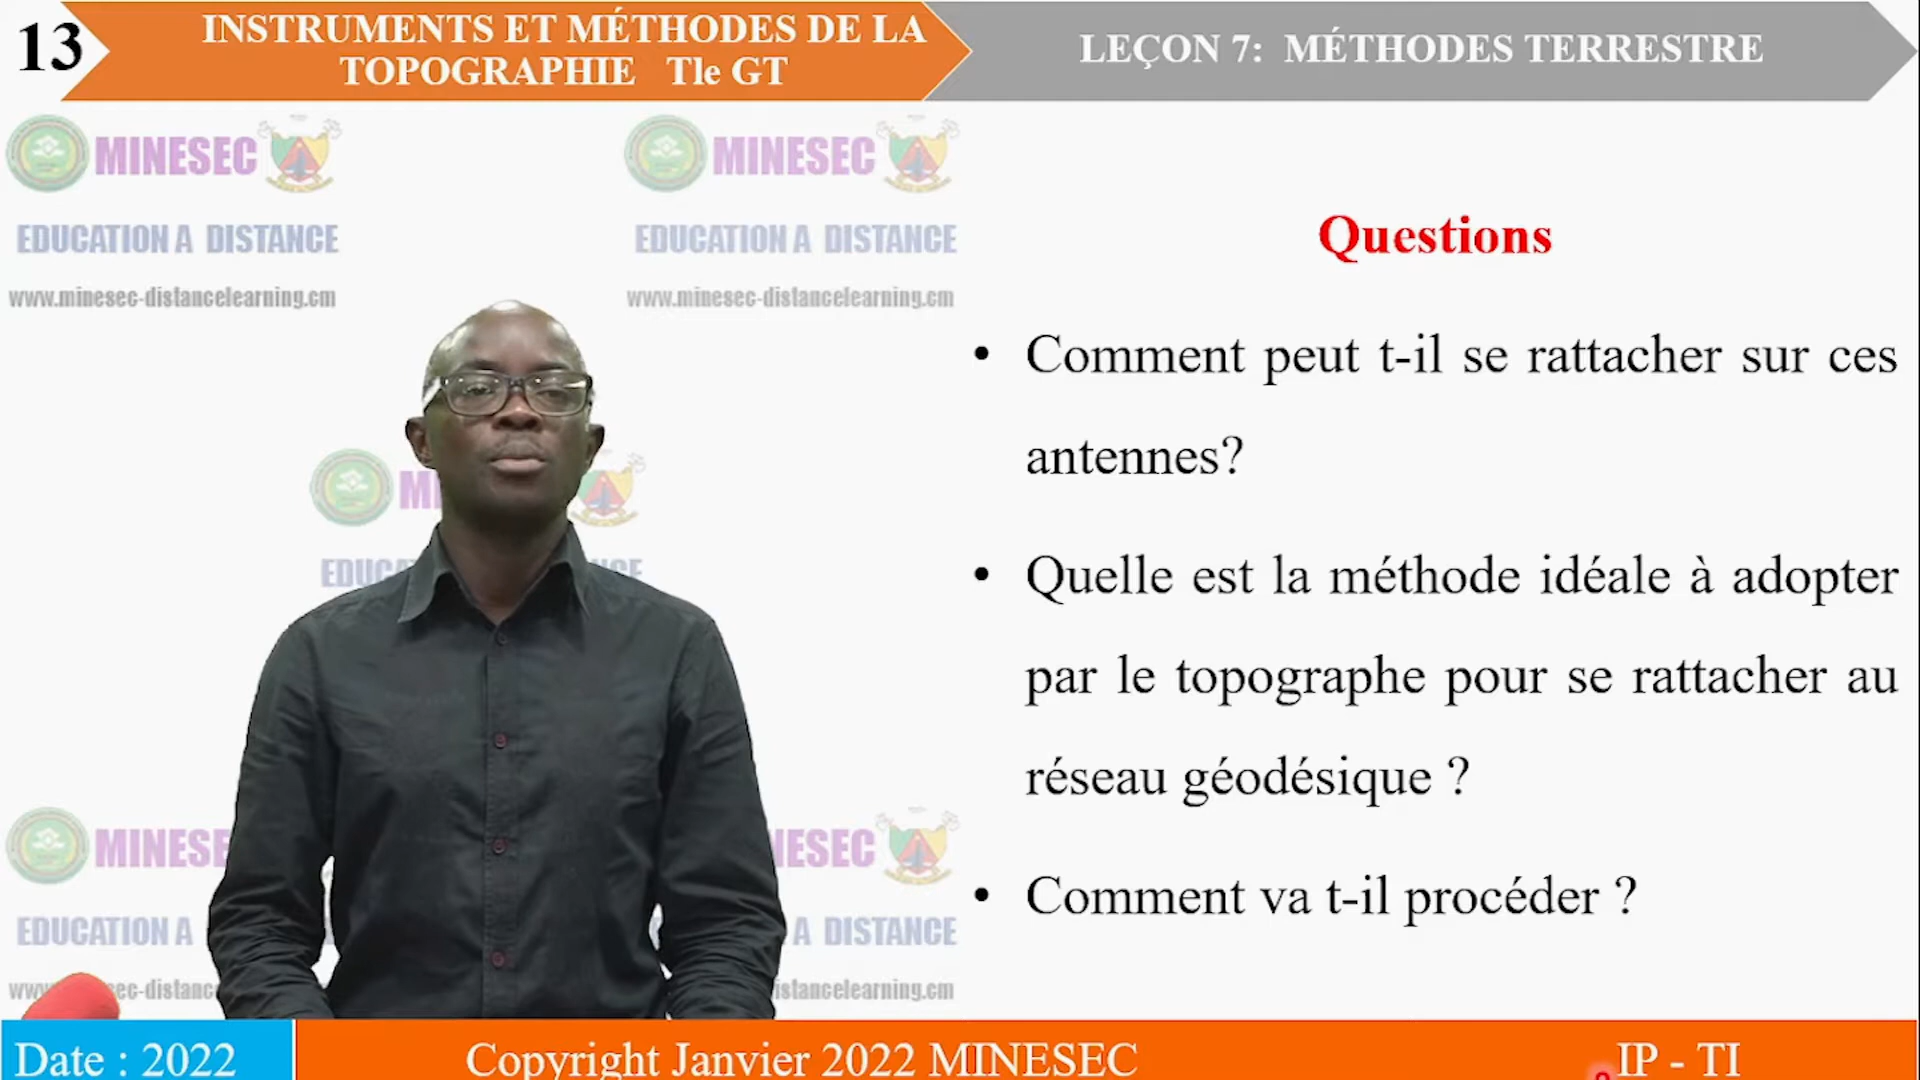 13
INSTRUMENTS ET MÉTHODES DE LA
TOPOGRAPHIE Tle GT
LEÇON 7: MÉTHODES TERRESTRE
MINESEC
MINESEC
EDUCATION A DISTANCE
EDUCATION A DISTANCE
www.minesec-distancelearning.cm
www.minesec-distancelearning.cm
Questions
• Comment peut t-il se rattacher sur ces
antennes?
• Quelle est la méthode idéale à adopter
par le topographe pour se rattacher au
réseau géodésique ?
• Comment va t-il procéder ?
Date : 2022
Copyright Janvier 2022 MINESEC
IP - TI